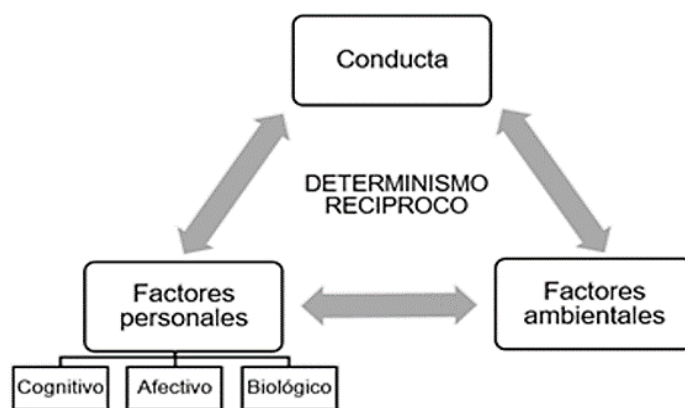 Conducta
DETERMINISMO
RECIPROCO
Factores
personales
Factores
ambientales
Cognitivo
Afectivo
Biológico